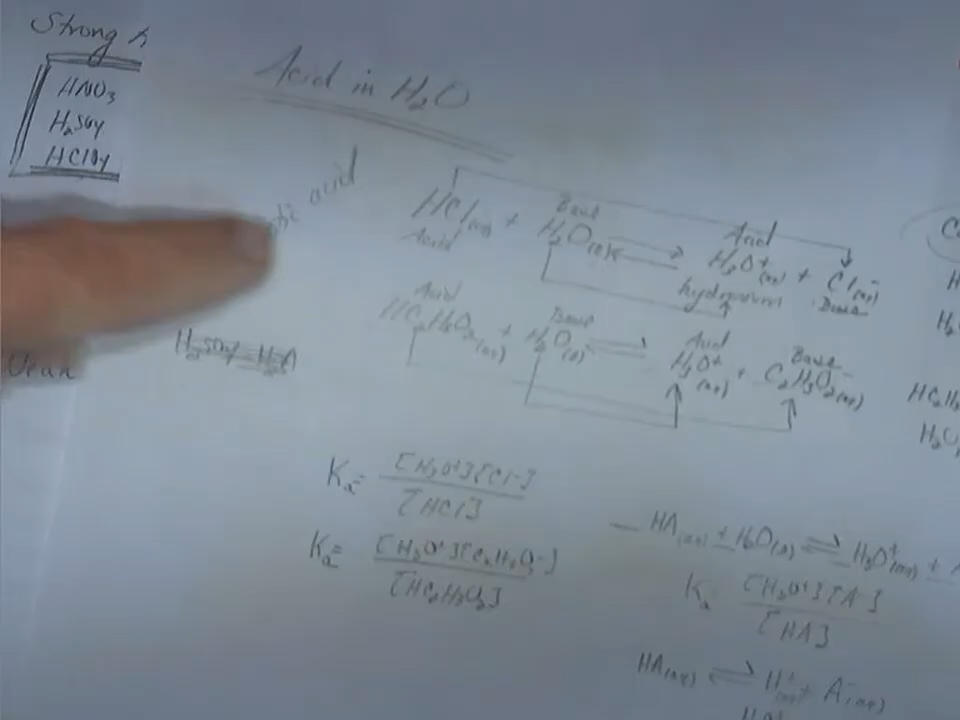 Strong A
HNO3
H2SO4
HClO4
Acid in H2O
acid
HCl(aq) + H2O(l) ⇌ H3O+(aq) + Cl-(aq)
Acid Base Acid Base
hydronium
Acid Base Acid Base
HC2H3O2(aq) + H2O(l) ⇌ H3O+(aq) + C2H3O2-(aq)
Ka = [H3O+][Cl-]
[HCl]
Ka = [H3O+][C2H3O2-]
[HC2H3O2]
HA(aq) + H2O(l) ⇌ H3O+(aq) +
Ka [H3O+][A-]
[HA]
HA(aq) ⇌ H+(aq) + A-(aq)